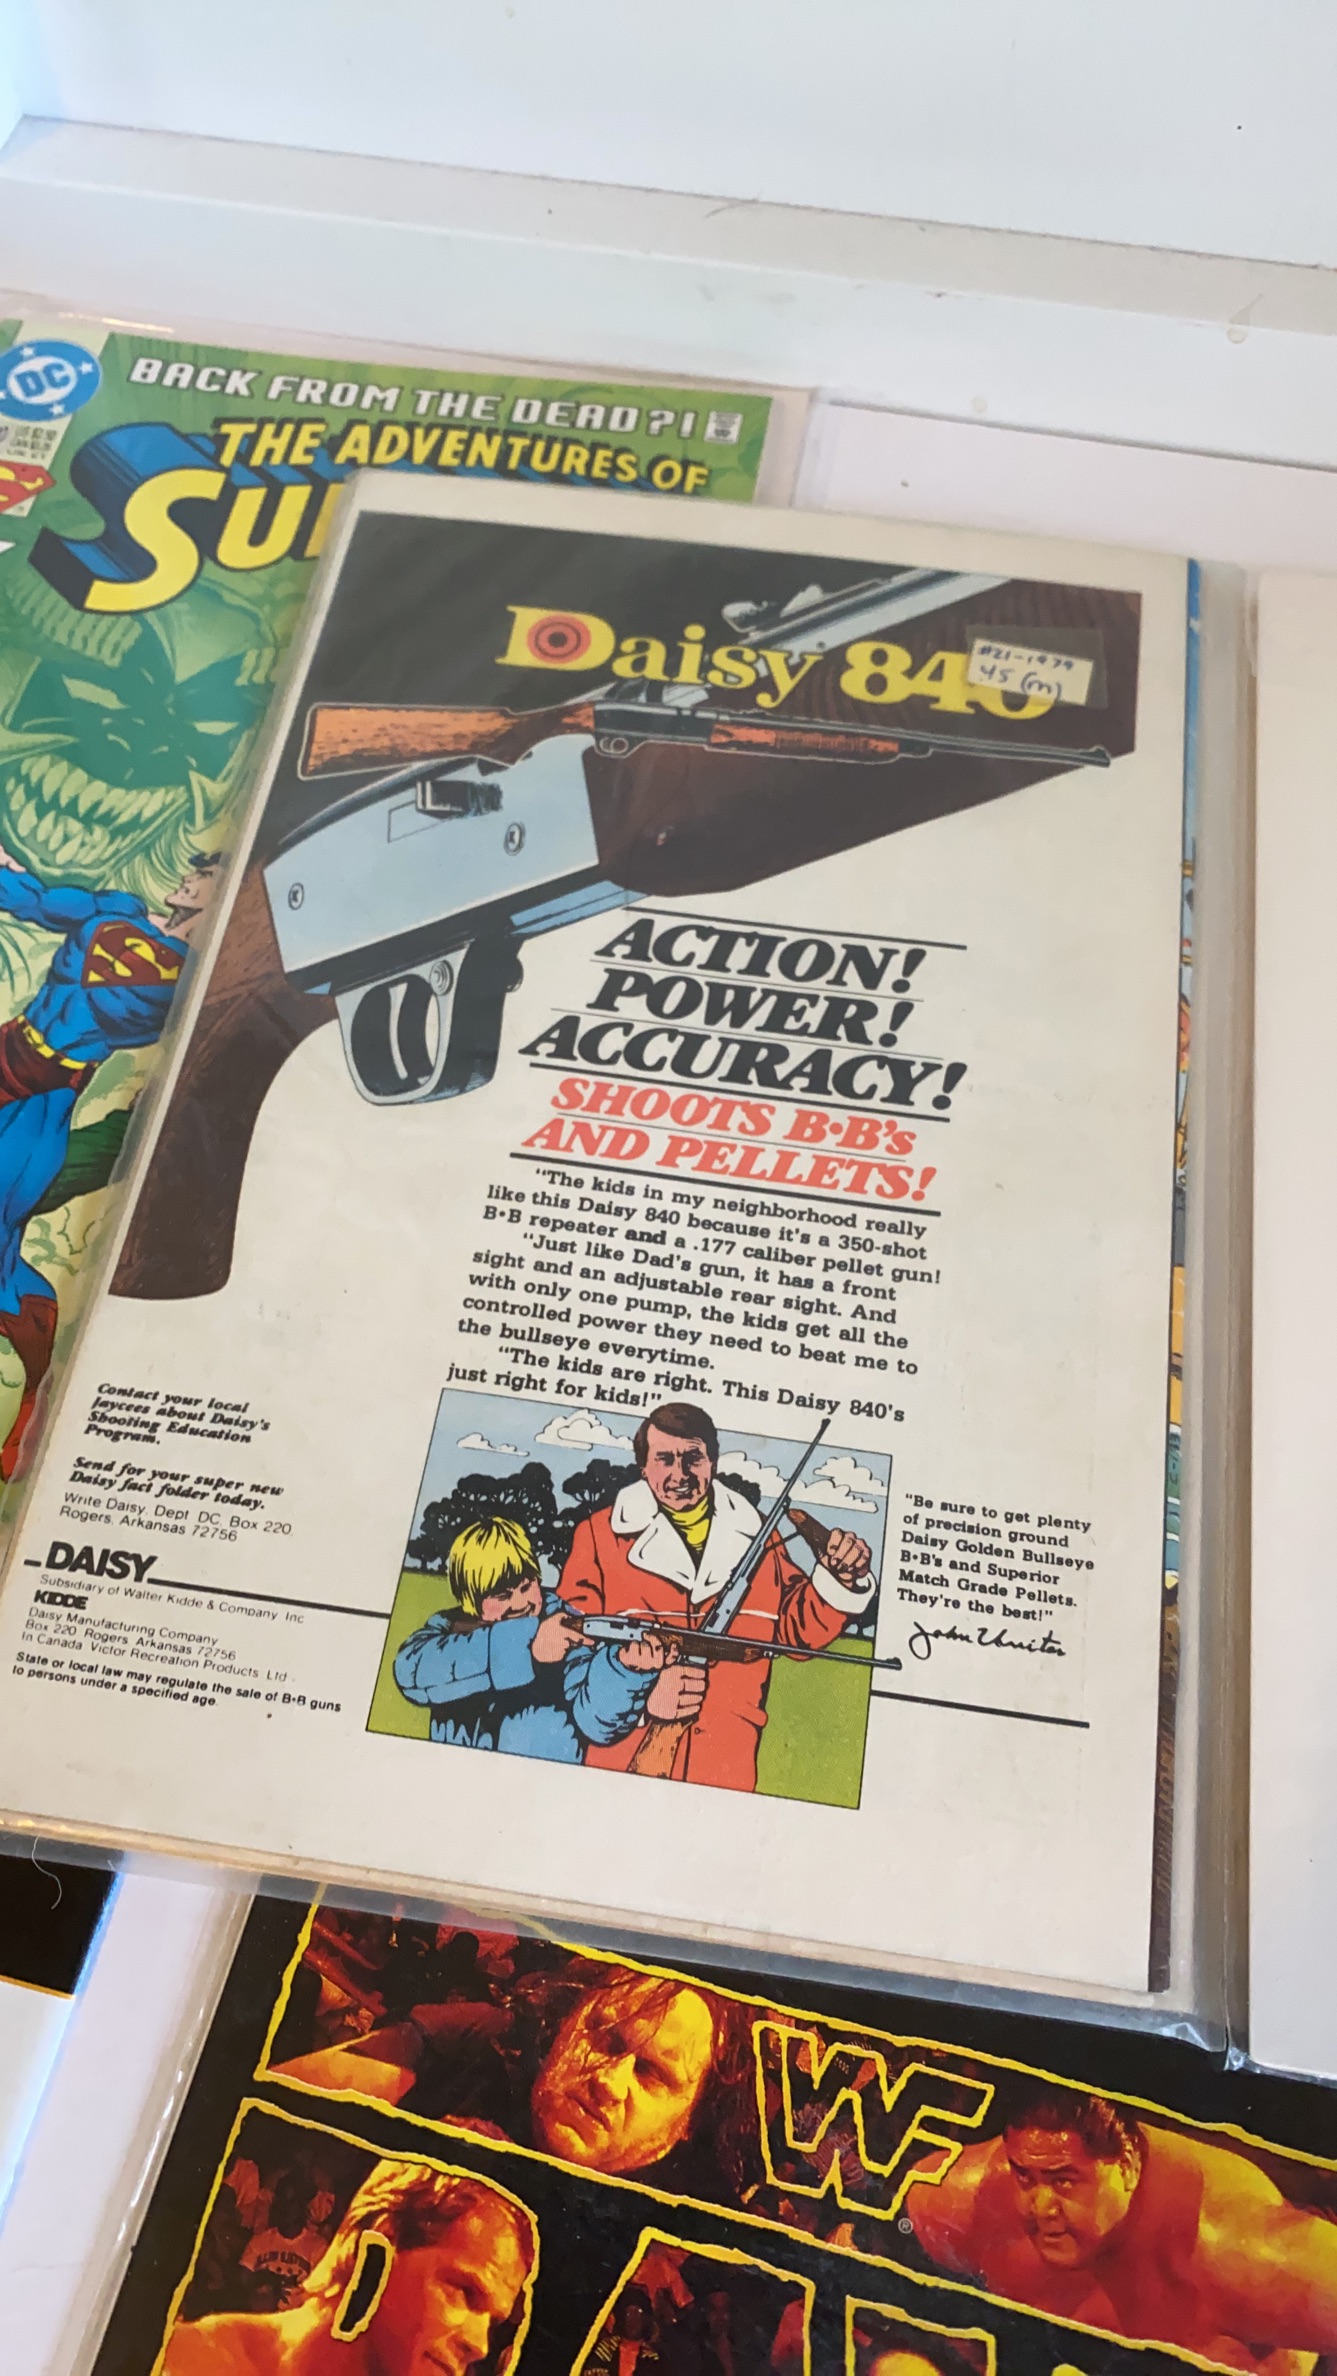 DC
BACK FROM THE DEAD?!
THE ADVENTURES OF
SU
Daisy 840
#21-1979
45 (m)
ACTION!
POWER!
ACCURACY!
SHOOTS B•B's
AND PELLETS!
"The kids in my neighborhood really
like this Daisy 840 because it's a 350-shot
B•B repeater and a .177 caliber pellet gun!
"Just like Dad's gun, it has a front
sight and an adjustable rear sight. And
with only one pump, the kids get all the
controlled power they need to beat me to
the bullseye everytime.
"The kids are right. This Daisy 840's
just right for kids!"
Contact your local
Jaycees about Daisy's
Shooting Education
Program.
Send for your super new
Daisy fact folder today.
Write Daisy, Dept DC, Box 220,
Rogers, Arkansas 72756
DAISY
Subsidiary of Walter Kidde & Company Inc
KIDDE
Daisy Manufacturing Company
Box 220 Rogers Arkansas 72756
In Canada Victor Recreation Products Ltd.
State or local law may regulate the sale of B•B guns
to persons under a specified age.
"Be sure to get plenty
of precision ground
Daisy Golden Bullseye
B•B's and Superior
Match Grade Pellets.
They're the best!"
WF
®